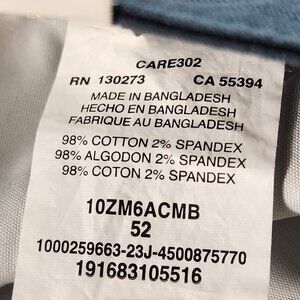 CARE302
RN 130273 CA 55394
MADE IN BANGLADESH
HECHO EN BANGLADESH
FABRIQUE AU BANGLADESH
98% COTTON 2% SPANDEX
98% ALGODON 2% SPANDEX
98% COTON 2% SPANDEX
10ZM6ACMB
52
1000259663-23J-4500875770
191683105516